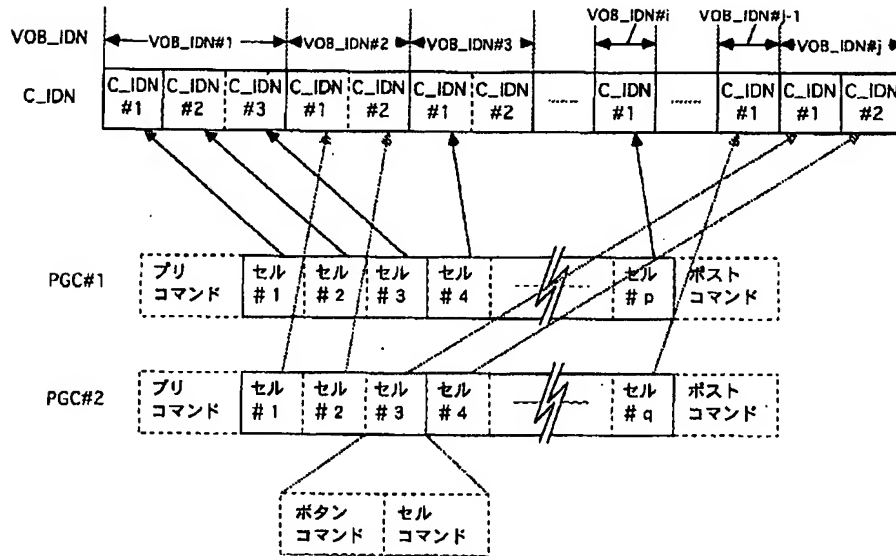 VOB_IDN
VOB_IDN#1
VOB_IDN#2
VOB_IDN#3
VOB_IDN#i
VOB_IDN#j-1
VOB_IDN#j
C_IDN
C_IDN
#1
C_IDN
#2
C_IDN
#3
C_IDN
#1
C_IDN
#2
C_IDN
#1
C_IDN
#2
C_IDN
#1
C_IDN
#1
C_IDN
#1
C_IDN
#2
PGC#1
プリ
コマンド
セル
#1
セル
#2
セル
#3
セル
#4
セル
#p
ポスト
コマンド
PGC#2
プリ
コマンド
セル
#1
セル
#2
セル
#3
セル
#4
セル
#q
ポスト
コマンド
ボタン
コマンド
セル
コマンド